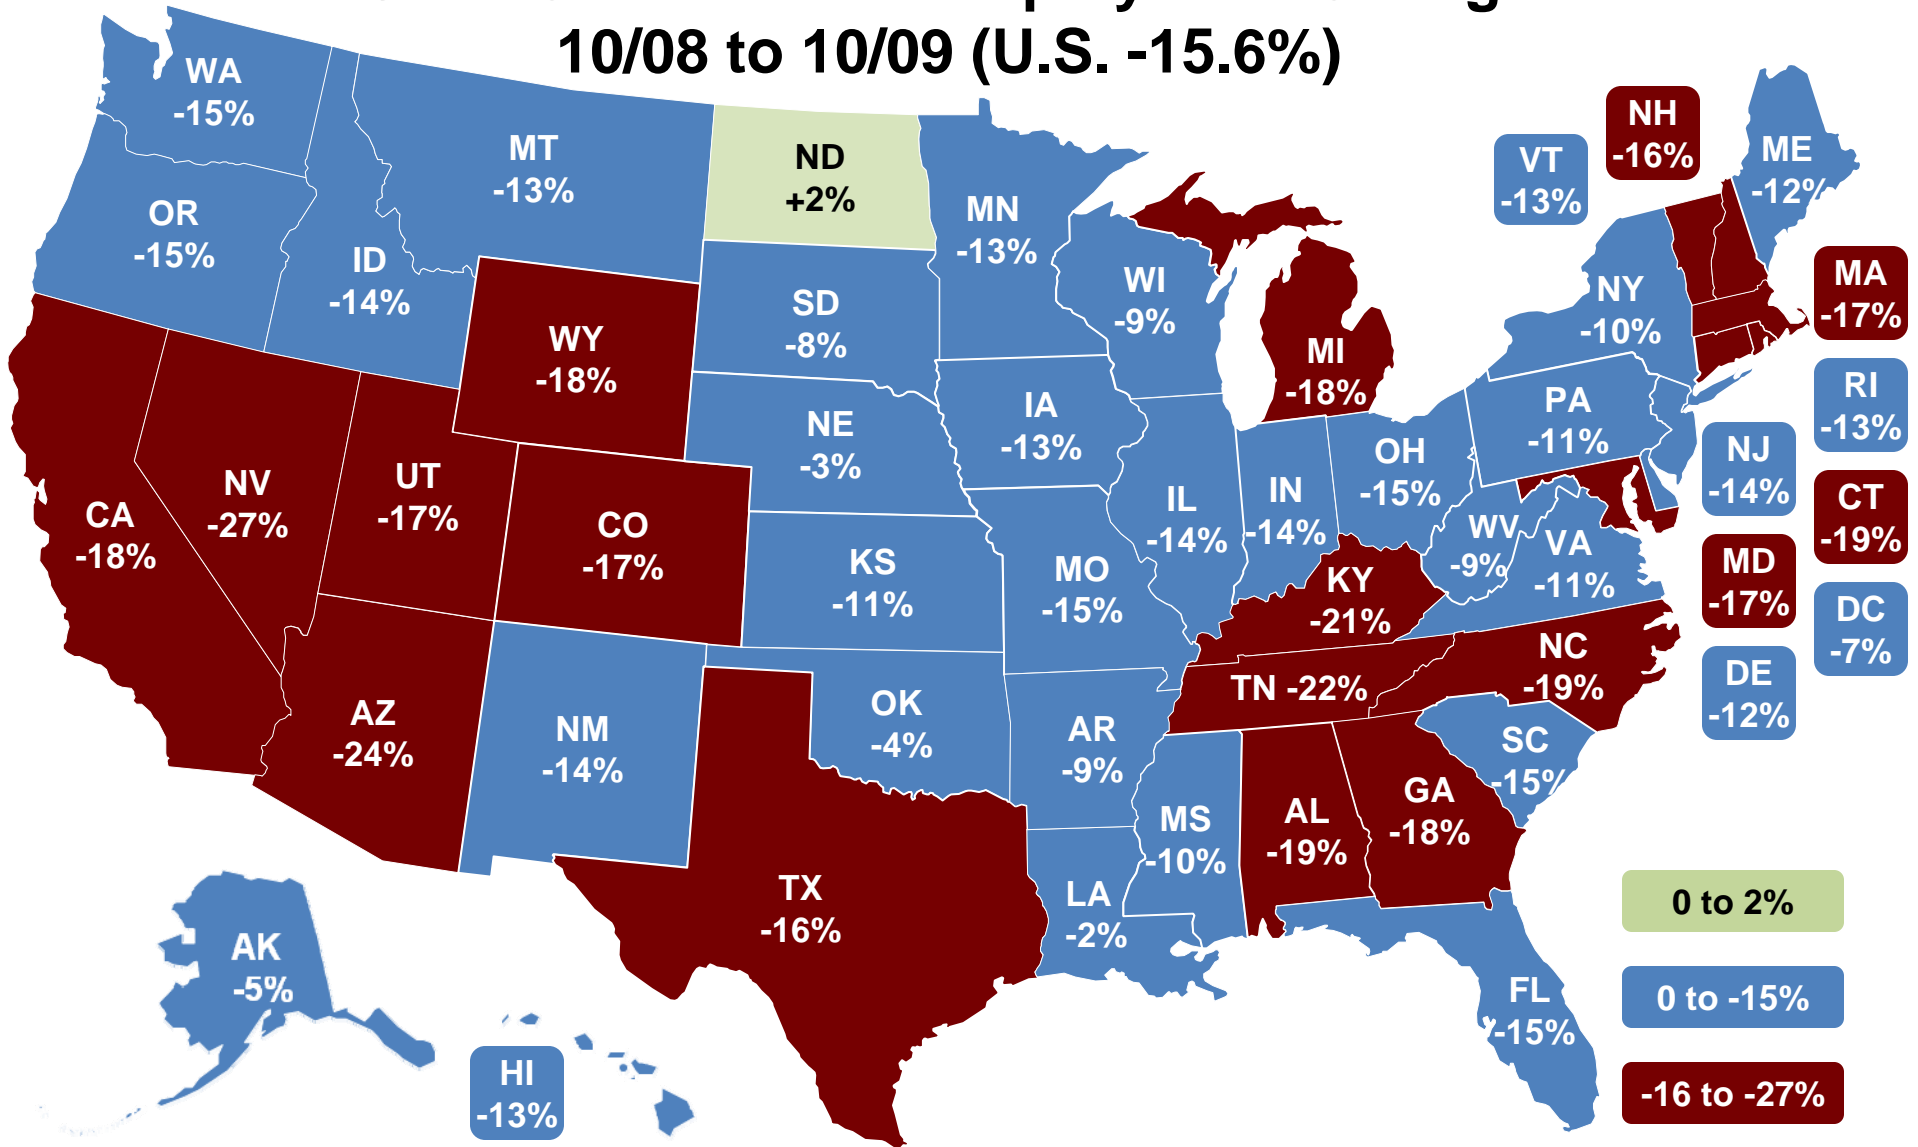 10/08 to 10/09 (U.S. -15.6%)
WA
-15%
MT
-13%
ND
+2%
MN
-13%
VT
-13%
NH
-16%
ME
-12%
OR
-15%
ID
-14%
WY
-18%
SD
-8%
WI
-9%
MI
-18%
NY
-10%
MA
-17%
RI
-13%
NE
-3%
IA
-13%
PA
-11%
OH
-15%
NJ
-14%
CT
-19%
CA
-18%
NV
-27%
UT
-17%
CO
-17%
KS
-11%
MO
-15%
IL
-14%
IN
-14%
WV
-9%
VA
-11%
MD
-17%
DC
-7%
KY
-21%
NC
-19%
TN -22%
DE
-12%
AZ
-24%
NM
-14%
OK
-4%
AR
-9%
SC
-15%
MS
-10%
AL
-19%
GA
-18%
TX
-16%
LA
-2%
FL
-15%
AK
-5%
HI
-13%
0 to 2%
0 to -15%
-16 to -27%